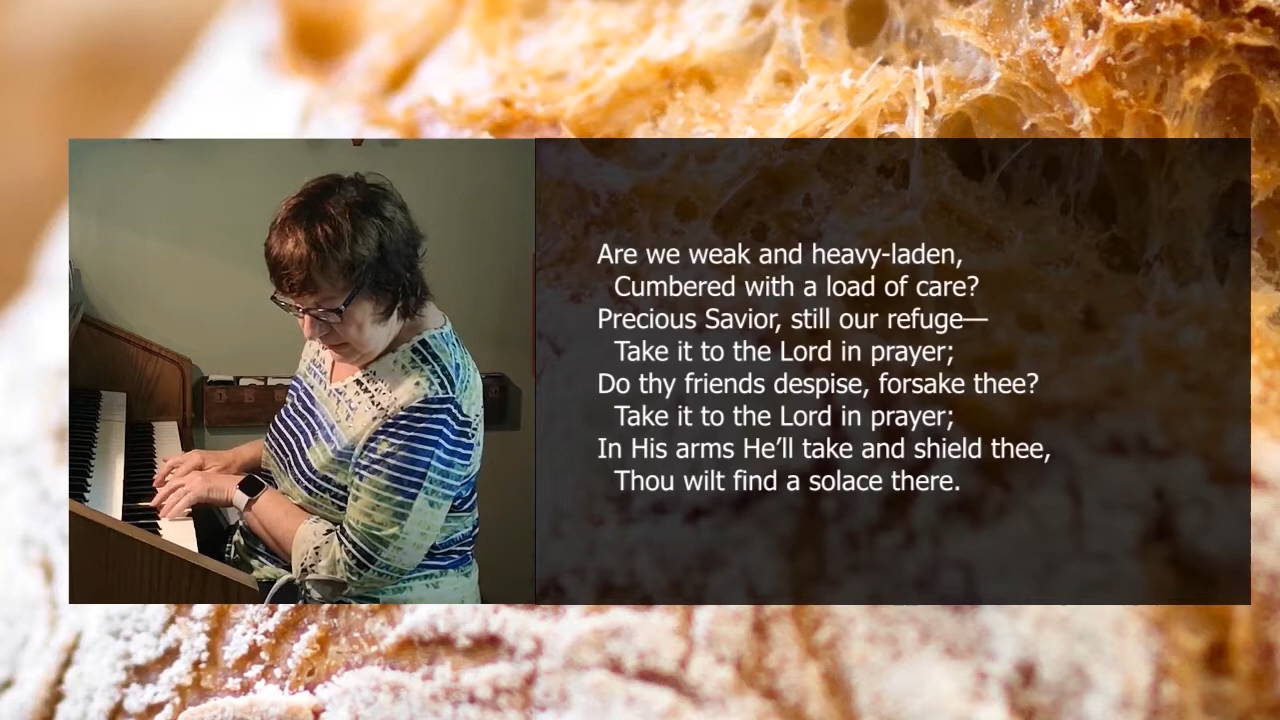 Are we weak and heavy-laden,
Cumbered with a load of care?
Precious Savior, still our refuge—
Take it to the Lord in prayer;
Do thy friends despise, forsake thee?
Take it to the Lord in prayer;
In His arms He’ll take and shield thee,
Thou wilt find a solace there.